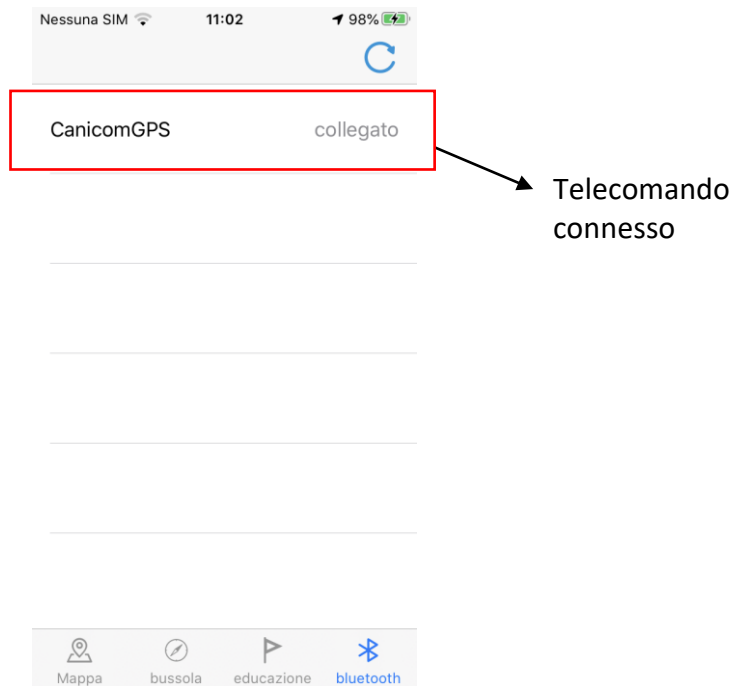 Nessuna SIM 11:02 98%
CanicomGPS collegato
Telecomando
connesso
Mappa bussola educazione bluetooth